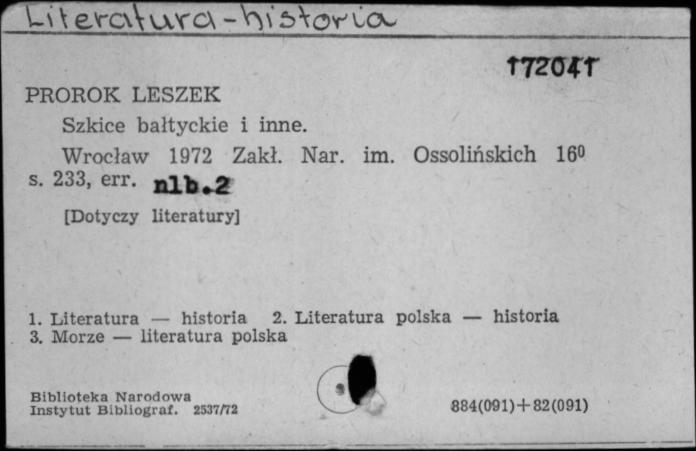 Literatura-historia
172041
PROROK LESZEK
Szkice bałtyckie i inne.
Wrocław 1972 Zakł. Nar. im. Ossolińskich 16⁰
s. 233, err. nlb.2
[Dotyczy literatury]
1. Literatura — historia 2. Literatura polska — historia
3. Morze — literatura polska
Biblioteka Narodowa
Instytut Bibliograf. 2537/72
884(091)+82(091)